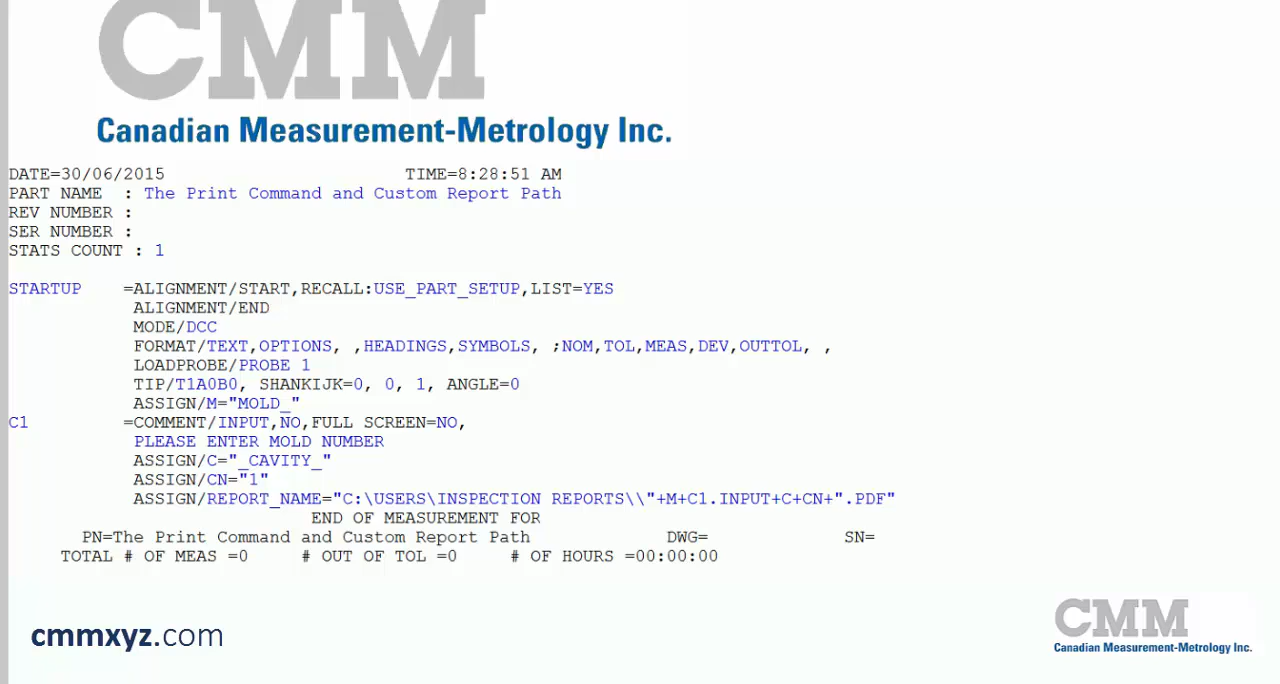 CMM
Canadian Measurement-Metrology Inc.
DATE=30/06/2015 TIME=8:28:51 AM
PART NAME : The Print Command and Custom Report Path
REV NUMBER :
SER NUMBER :
STATS COUNT : 1
STARTUP =ALIGNMENT/START,RECALL:USE_PART_SETUP,LIST=YES
ALIGNMENT/END
MODE/DCC
FORMAT/TEXT,OPTIONS, ,HEADINGS,SYMBOLS, ;NOM,TOL,MEAS,DEV,OUTTOL, ,
LOADPROBE/PROBE 1
TIP/T1A0B0, SHANKIJK=0, 0, 1, ANGLE=0
ASSIGN/M="MOLD_"
C1 =COMMENT/INPUT,NO,FULL SCREEN=NO,
PLEASE ENTER MOLD NUMBER
ASSIGN/C="_CAVITY_"
ASSIGN/CN="1"
ASSIGN/REPORT_NAME="C:\USERS\INSPECTION REPORTS\\"+M+C1.INPUT+C+CN+".PDF"
END OF MEASUREMENT FOR
PN=The Print Command and Custom Report Path DWG= SN=
TOTAL # OF MEAS =0 # OUT OF TOL =0 # OF HOURS =00:00:00
cmmxyz.com
CMM
Canadian Measurement-Metrology Inc.